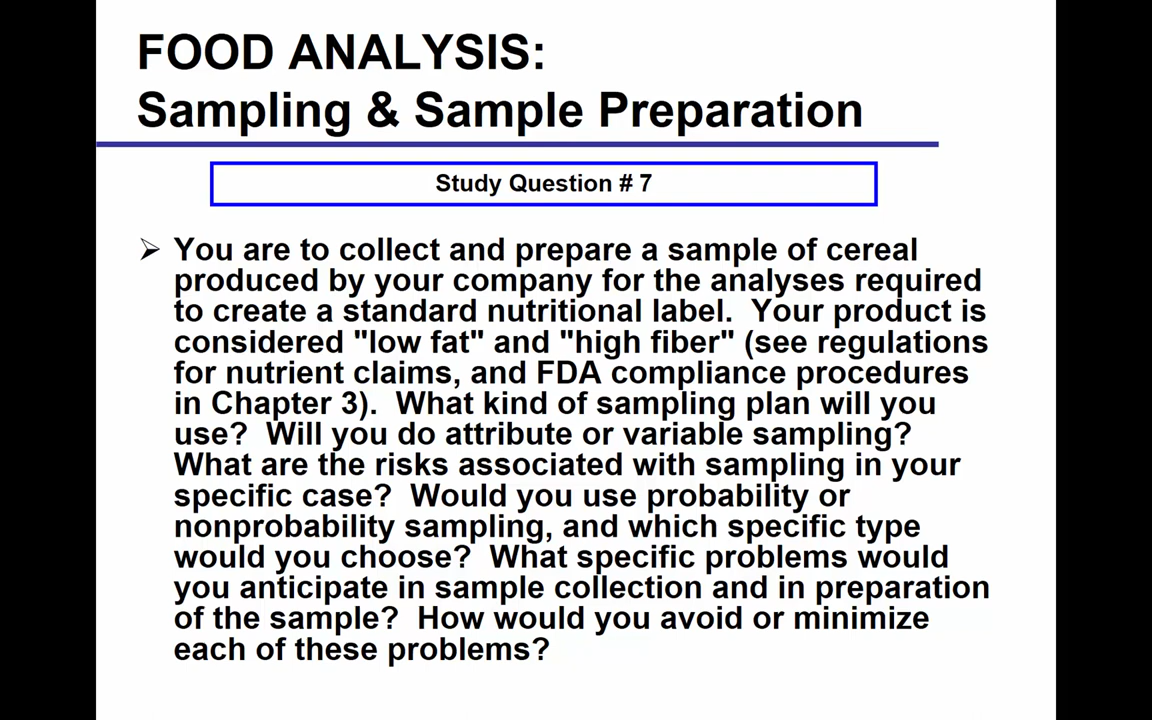 FOOD ANALYSIS:
Sampling & Sample Preparation
Study Question # 7
➢ You are to collect and prepare a sample of cereal
produced by your company for the analyses required
to create a standard nutritional label.  Your product is
considered "low fat" and "high fiber" (see regulations
for nutrient claims, and FDA compliance procedures
in Chapter 3).  What kind of sampling plan will you
use?  Will you do attribute or variable sampling?
What are the risks associated with sampling in your
specific case?  Would you use probability or
nonprobability sampling, and which specific type
would you choose?  What specific problems would
you anticipate in sample collection and in preparation
of the sample?  How would you avoid or minimize
each of these problems?